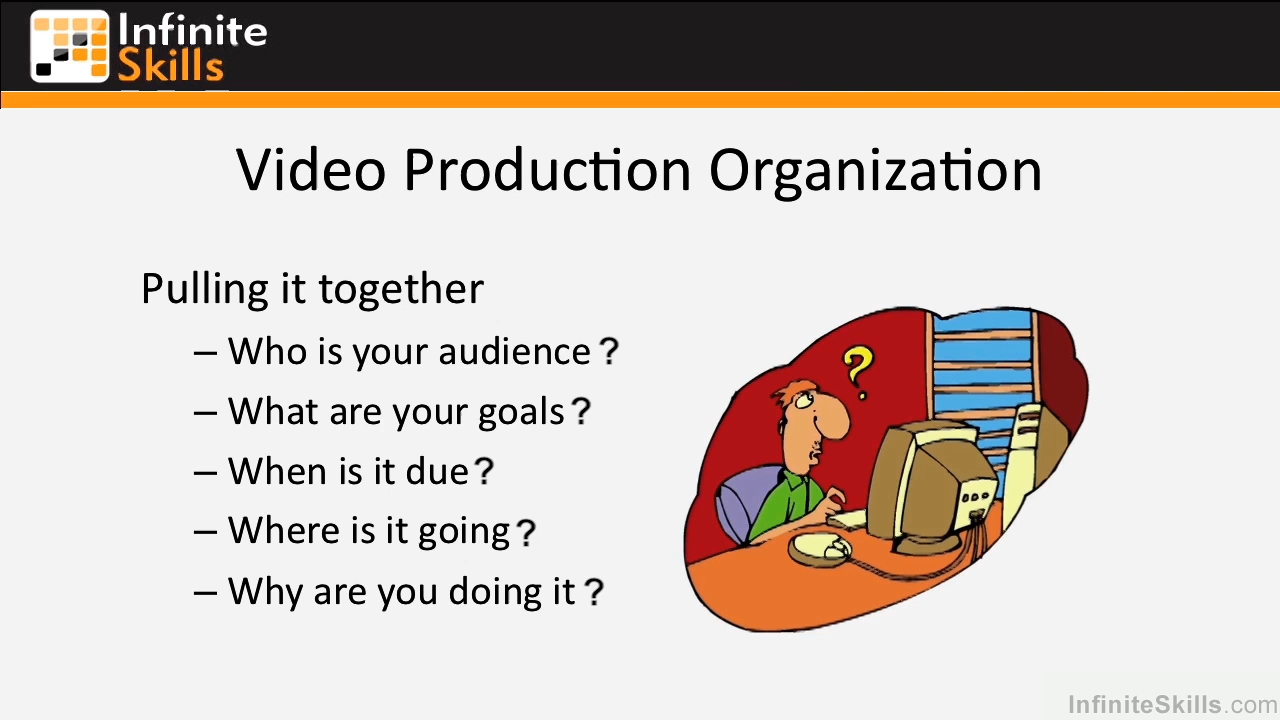 Infinite
Skills
Video Production Organization
Pulling it together
– Who is your audience?
– What are your goals?
– When is it due?
– Where is it going?
– Why are you doing it?
?
InfiniteSkills.com